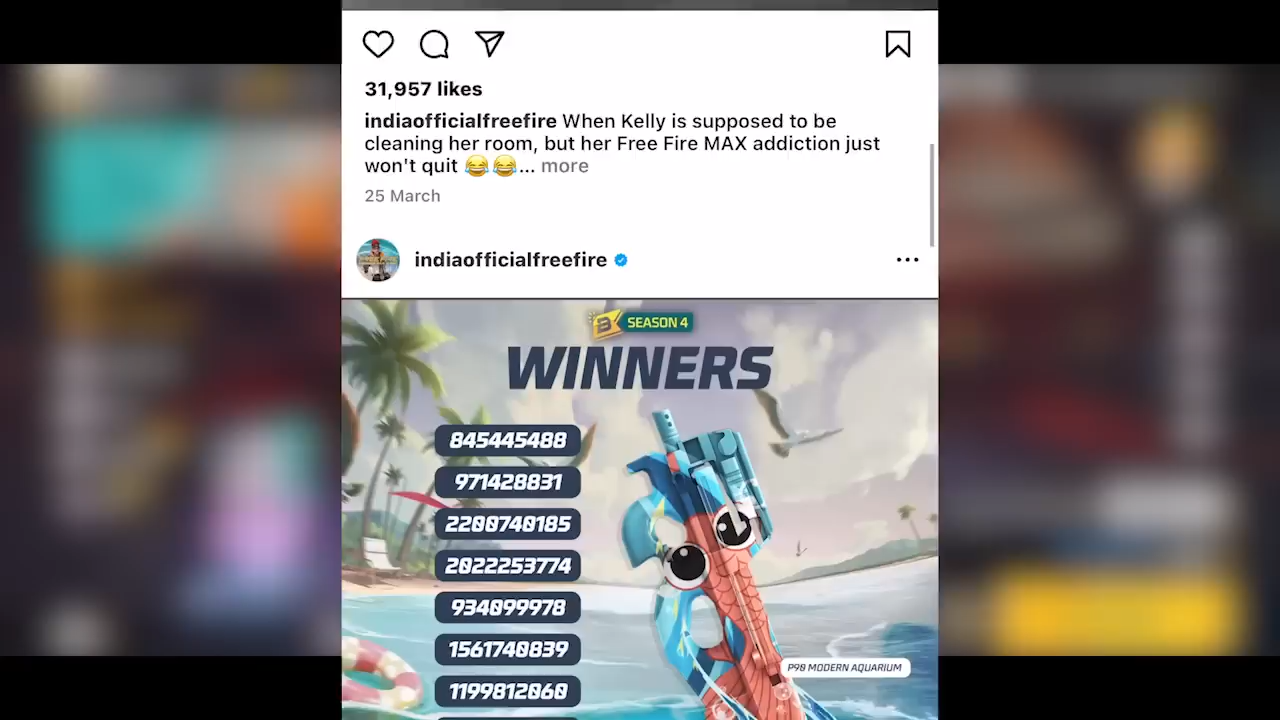 31,957 likes
indiaofficialfreefire When Kelly is supposed to be
cleaning her room, but her Free Fire MAX addiction just
won't quit 😂😂... more
25 March
indiaofficialfreefire
SEASON 4
WINNERS
845445488
971428831
2200740185
2022253774
934099978
1561740839
1199812060
P90 MODERN AQUARIUM